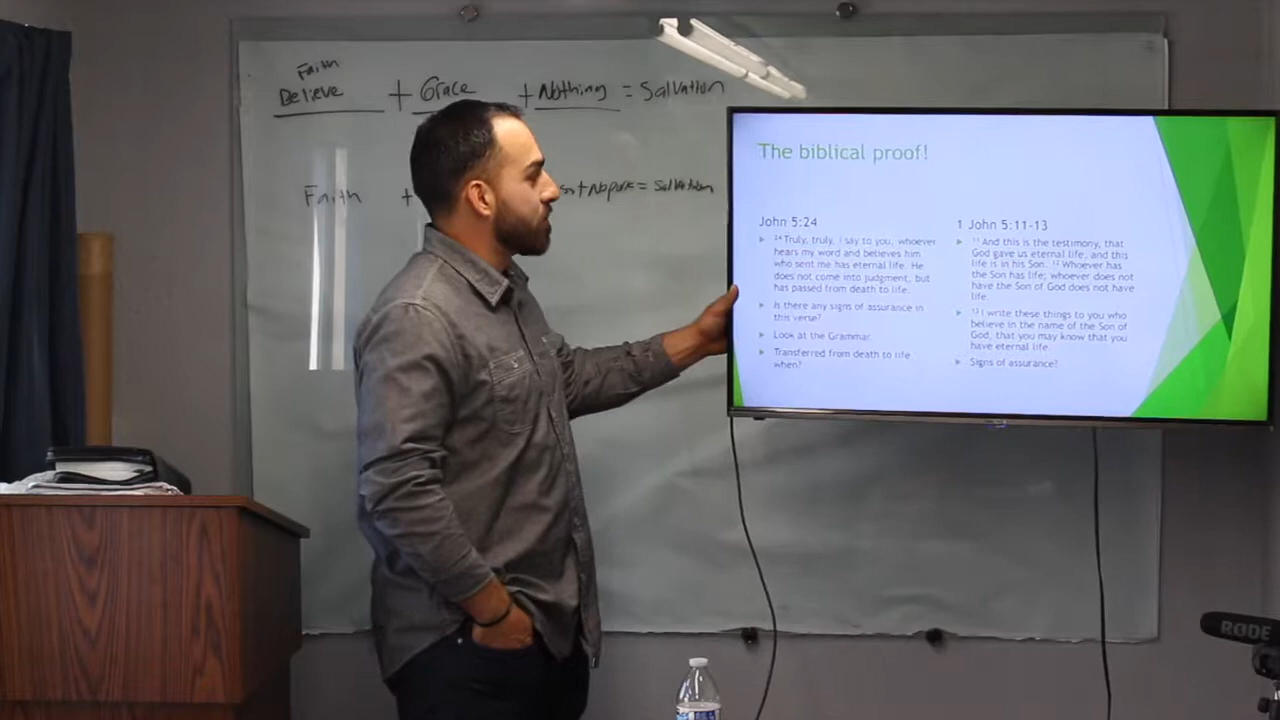 Faith
Believe + Grace + Nothing = Salvation
Faith + + No = Salvation
The biblical proof!
John 5:24
24 Truly, truly, I say to you, whoever
hears my word and believes him
who sent me has eternal life. He
does not come into judgment, but
has passed from death to life.
Is there any signs of assurance in
this verse?
Look at the Grammar.
Transferred from death to life
when?
1 John 5:11-13
11 And this is the testimony, that
God gave us eternal life, and this
life is in his Son. 12 Whoever has
the Son has life; whoever does not
have the Son of God does not have
life.
13 I write these things to you who
believe in the name of the Son of
God, that you may know that you
have eternal life.
Signs of assurance?
RØDE